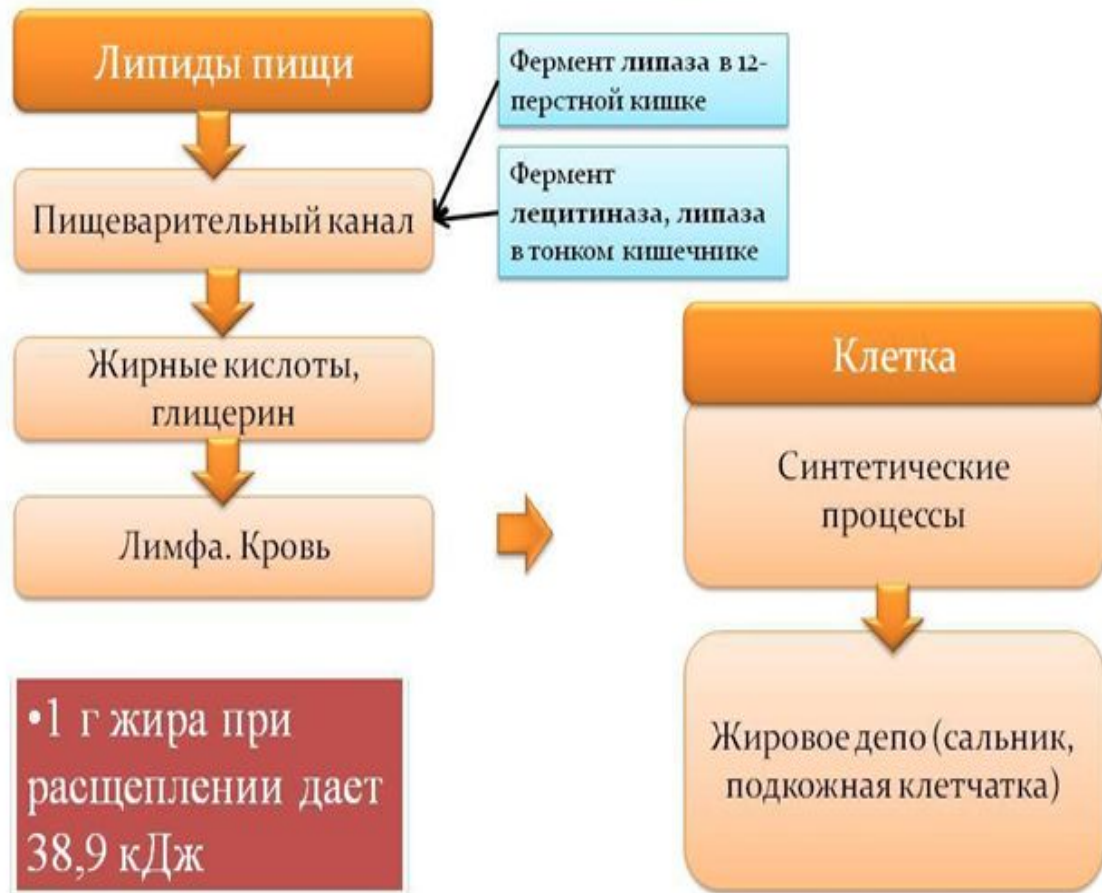 Липиды пищи
Фермент липаза в 12-
перстной кишке
Фермент
лецитиназа, липаза
в тонком кишечнике
Пищеварительный канал
Жирные кислоты,
глицерин
Лимфа. Кровь
Клетка
Синтетические
процессы
Жировое депо (сальник,
подкожная клетчатка)
•1 г жира при
расщеплении дает
38,9 кДж